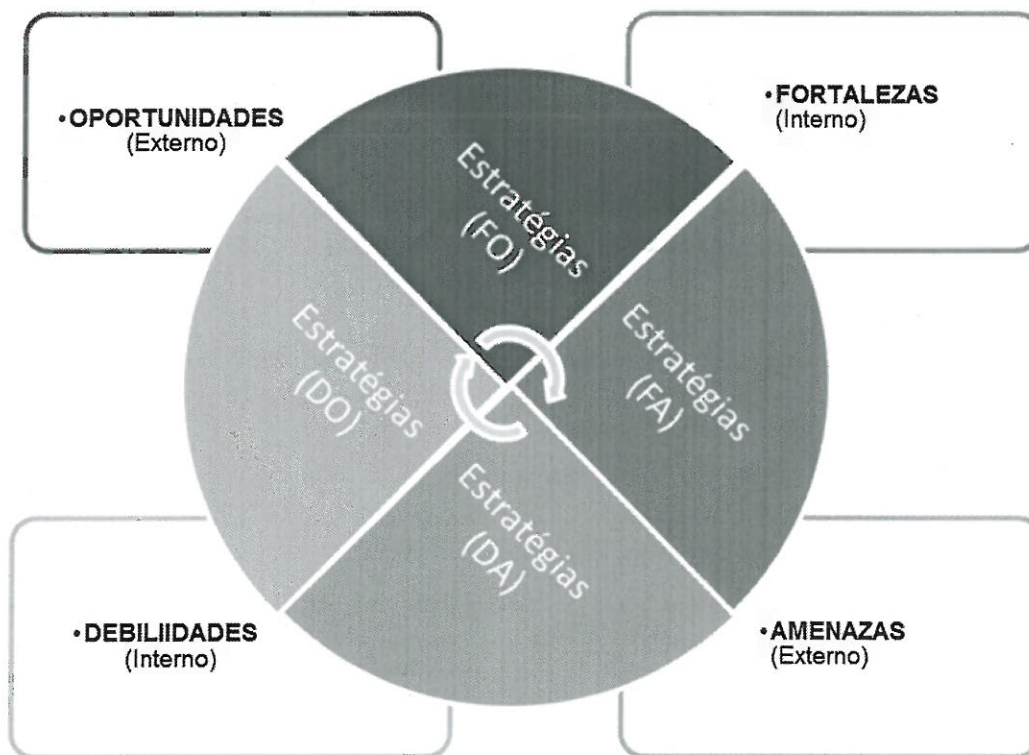 •OPORTUNIDADES
(Externo)
•FORTALEZAS
(Interno)
Estratégias
(FO)
Estratégias
(DO)
Estratégias
(FA)
Estratégias
(DA)
•DEBILIIDADES
(Interno)
•AMENAZAS
(Externo)